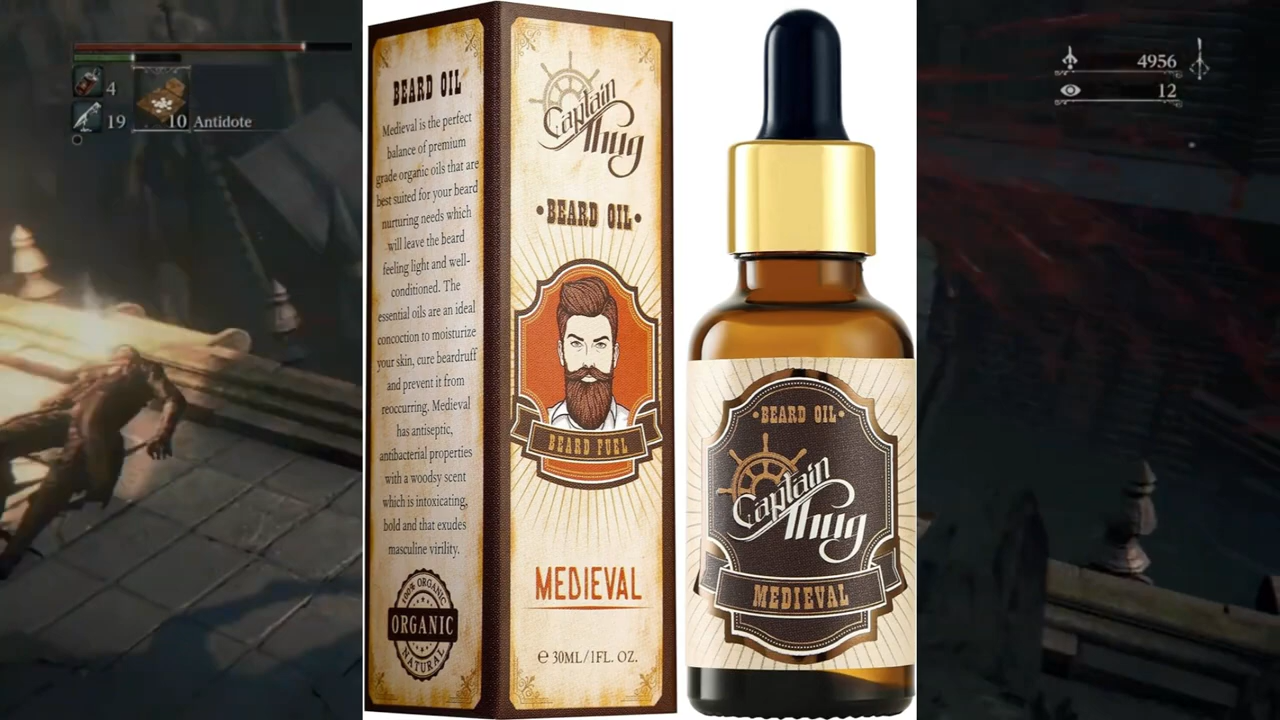 4
19
10 Antidote
4956
12
BEARD OIL
Medieval is the perfect
balance of premium
grade organic oils that are
best suited for your beard
nurturing needs which
will leave the beard
feeling light and well-
conditioned. The
essential oils are an ideal
concoction to moisturize
your skin, cure beardruff
and prevent it from
reoccurring. Medieval
has antiseptic,
antibacterial properties
with a woodsy scent
which is intoxicating,
bold and that exudes
masculine virility.
100% ORGANIC
ORGANIC
NATURAL
Captain
Thug
•BEARD OIL•
BEARD FUEL
MEDIEVAL
e 30ML/1FL. OZ.
•BEARD OIL•
Captain
Thug
MEDIEVAL